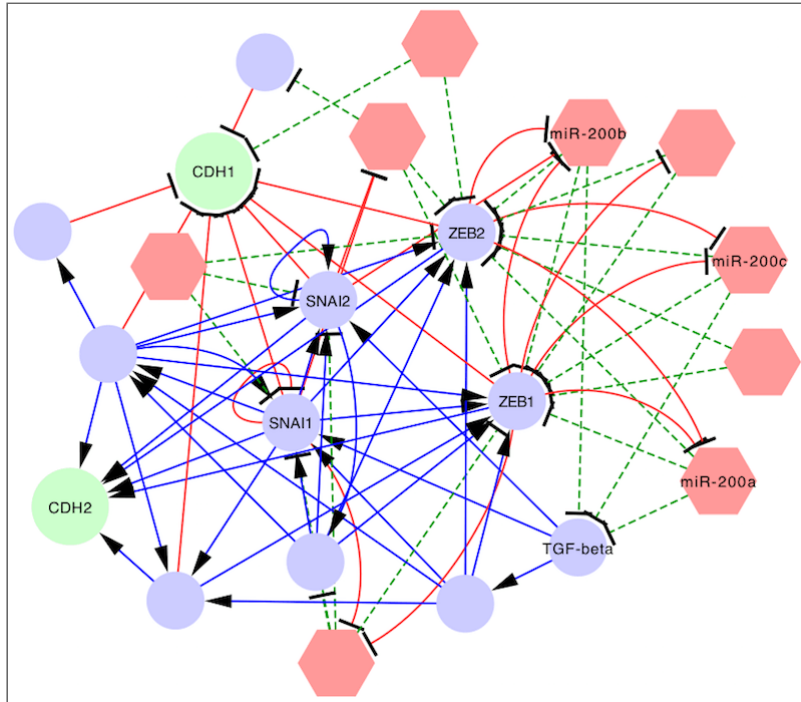 miR-200b
CDH1
ZEB2
miR-200c
SNAI2
ZEB1
SNAI1
miR-200a
CDH2
TGF-beta